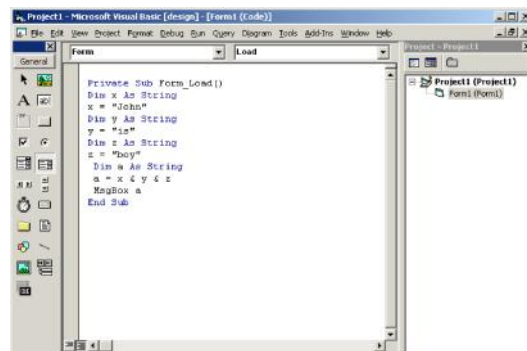 Project1 - Microsoft Visual Basic [design] - [Form1 (Code)]
File Edit View Project Format Debug Run Query Diagram Tools Add-Ins Window Help
General
Form
Load
Project - Project1
Private Sub Form_Load()
Dim x As String
x = "John"
Dim y As String
y = "is"
Dim z As String
z = "boy"
Dim a As String
a = x & y & z
MsgBox a
End Sub
Project1 (Project1)
Form1 (Form1)